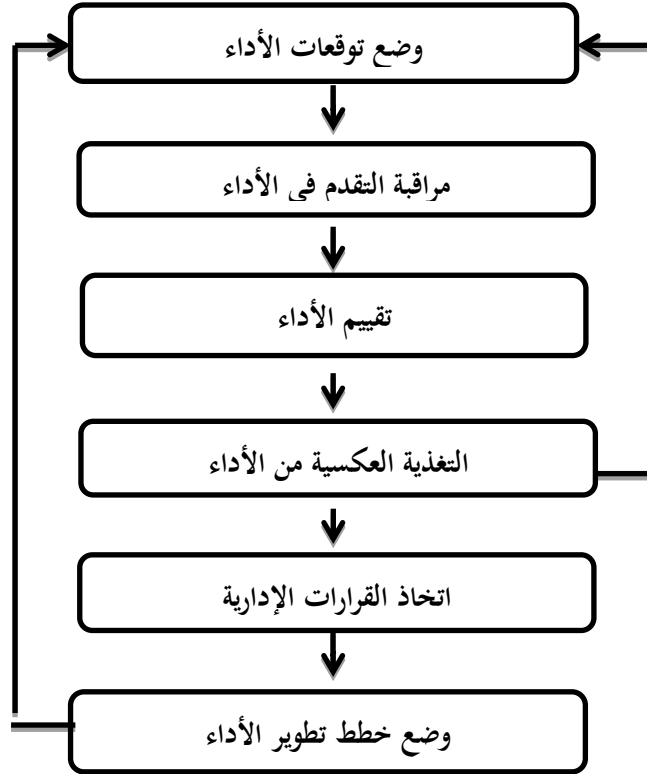 وضع توقعات الأداء
مراقبة التقدم في الأداء
تقييم الأداء
التغذية العكسية من الأداء
اتخاذ القرارات الإدارية
وضع خطط تطوير الأداء